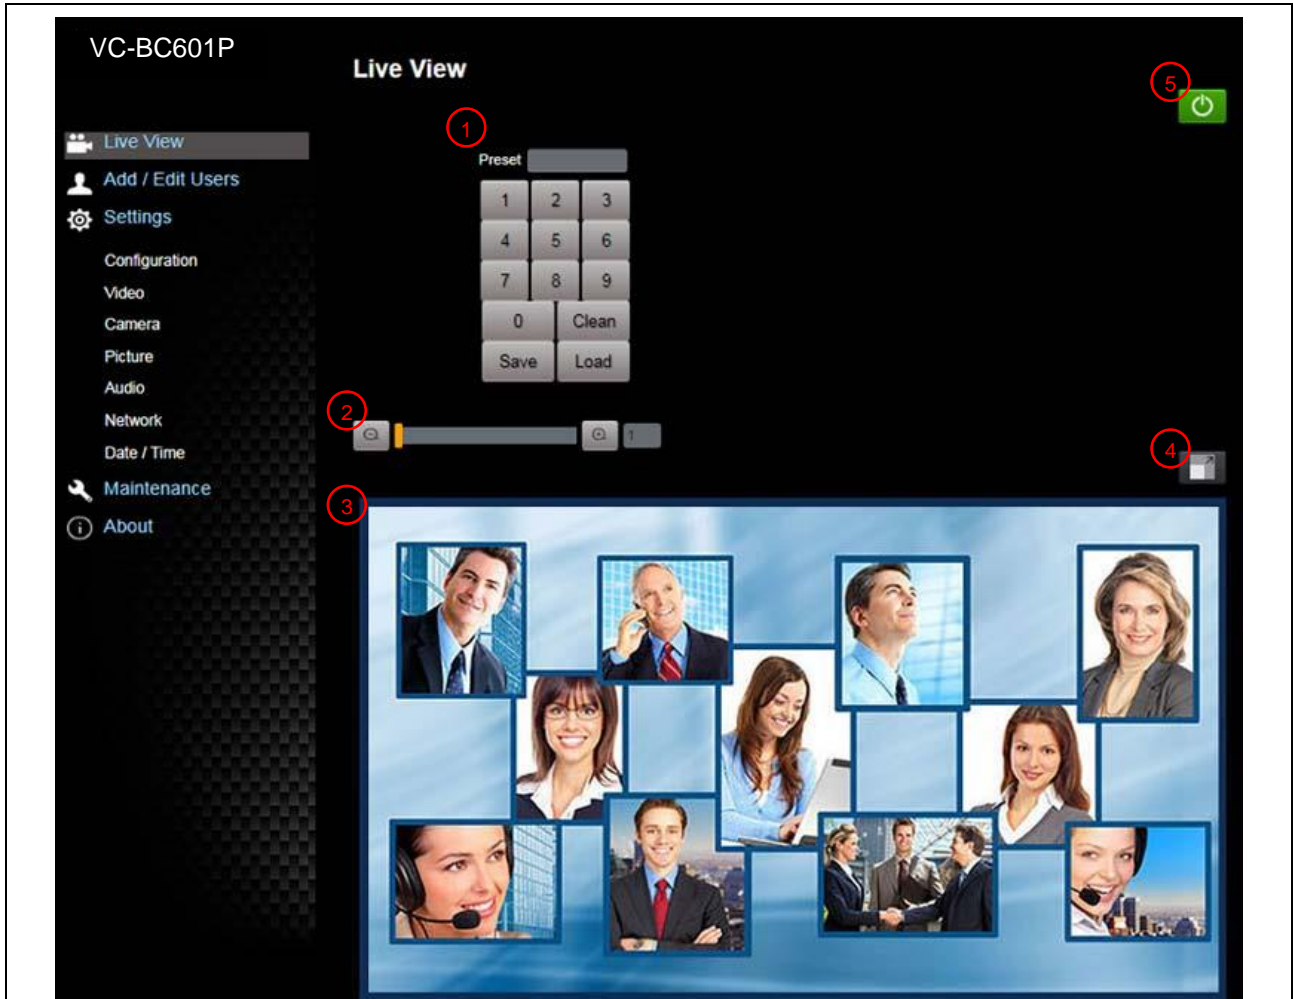 VC-BC601P
Live View
5
1
Live View
Preset
Add / Edit Users
1 2 3
Settings
4 5 6
Configuration
7 8 9
Video
0 Clean
Camera
Picture
Save Load
Audio
2
Network
1
Date / Time
4
Maintenance
3
About